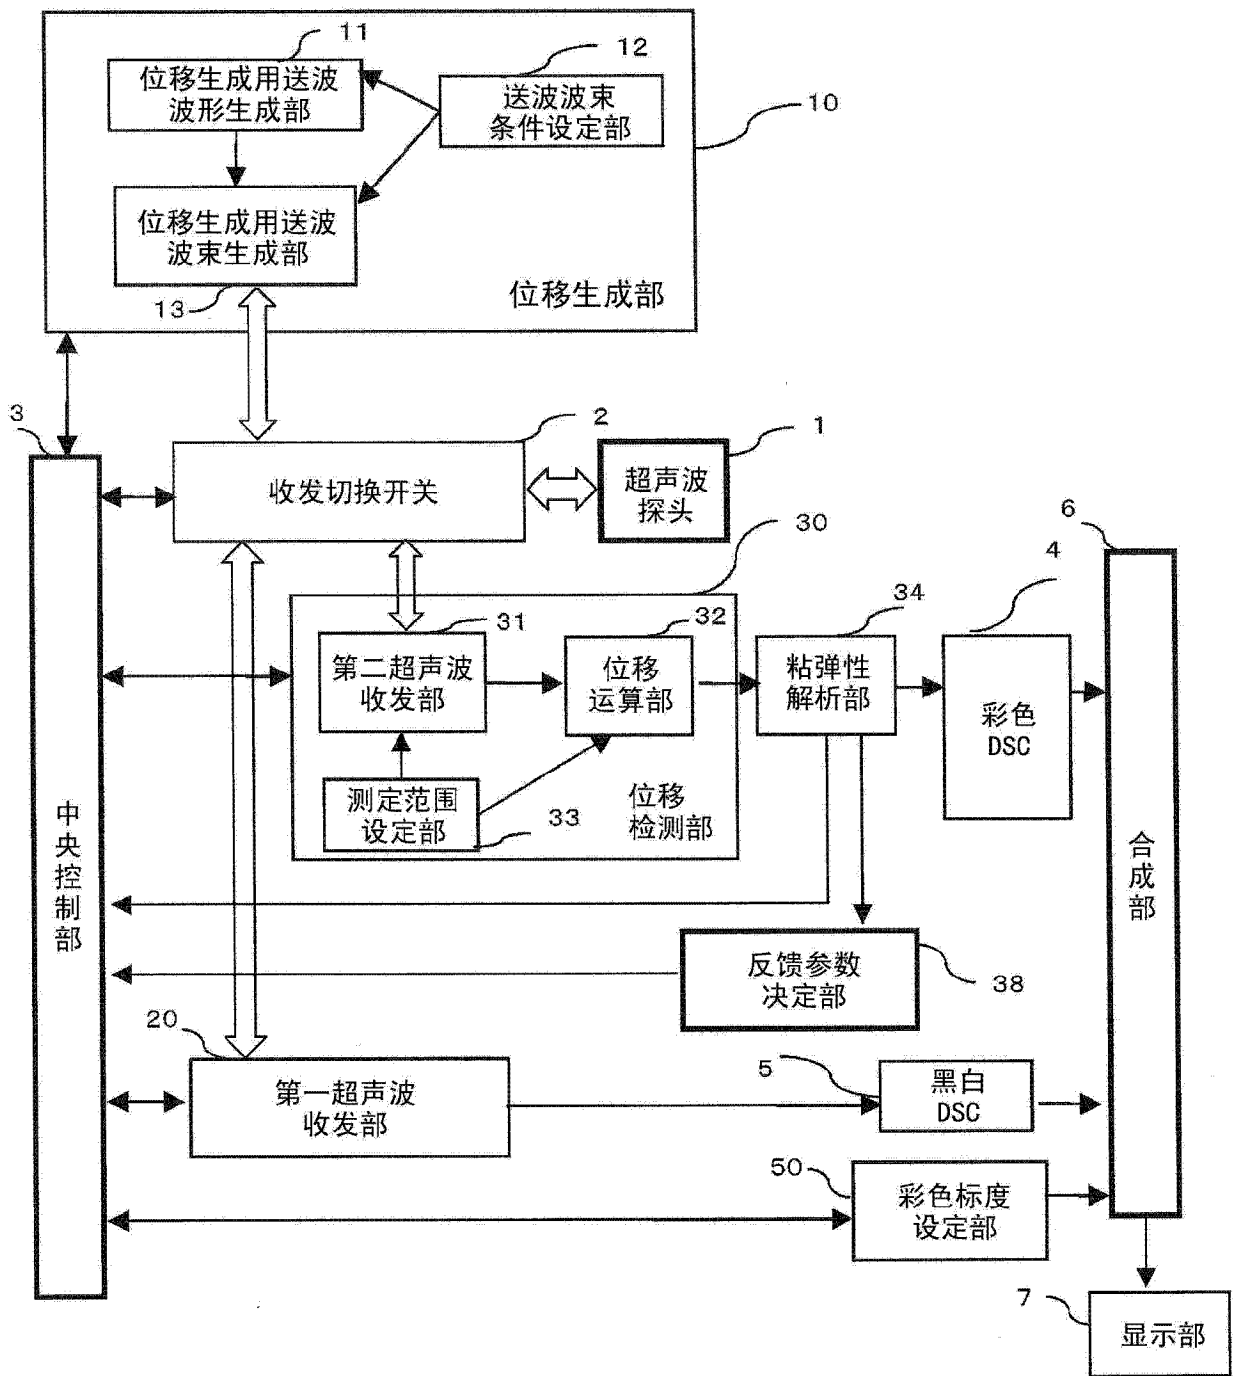 11
12
位移生成用送波
波形生成部
送波波束
条件设定部
10
位移生成用送波
波束生成部
13
位移生成部
3
2
1
收发切换开关
超声波
探头
30
6
4
34
31
32
第二超声波
收发部
位移
运算部
粘弹性
解析部
彩色
DSC
测定范围
设定部
33
位移
检测部
中央控制部
合成部
反馈参数
决定部
38
20
第一超声波
收发部
5
黑白
DSC
50
彩色标度
设定部
7
显示部